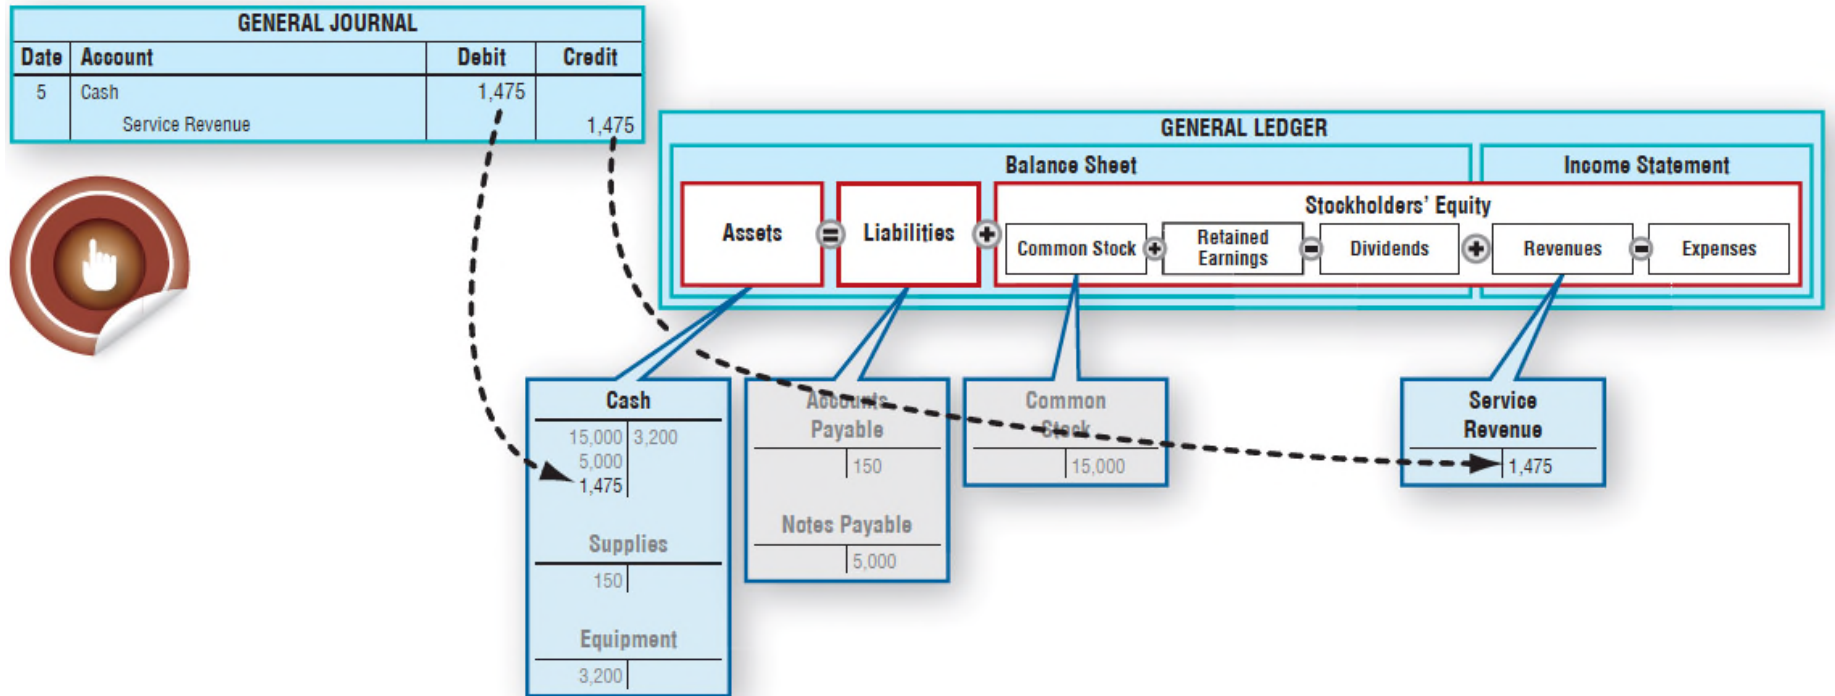 GENERAL JOURNAL
Date Account Debit Credit
5 Cash 1,475
Service Revenue 1,475
GENERAL LEDGER
Balance Sheet Income Statement
Stockholders' Equity
Assets = Liabilities + Common Stock + Retained Earnings − Dividends + Revenues − Expenses
Cash
15,000 3,200
5,000
1,475
Supplies
150
Equipment
3,200
Accounts
Payable
150
Notes Payable
5,000
Common
Stock
15,000
Service
Revenue
1,475